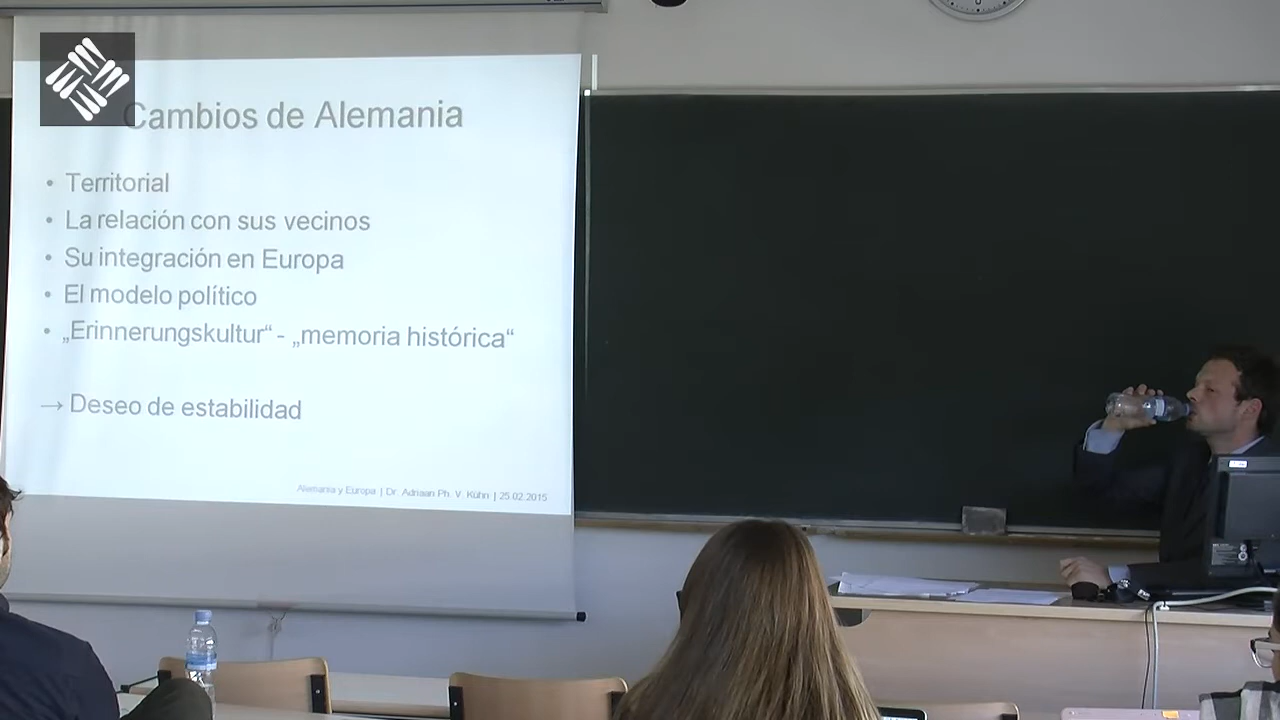 Cambios de Alemania
• Territorial
• La relación con sus vecinos
• Su integración en Europa
• El modelo político
• „Erinnerungskultur“ - „memoria histórica“
→ Deseo de estabilidad
Alemania y Europa | Dr. Adriaan Ph. V. Kühn | 25.02.2015